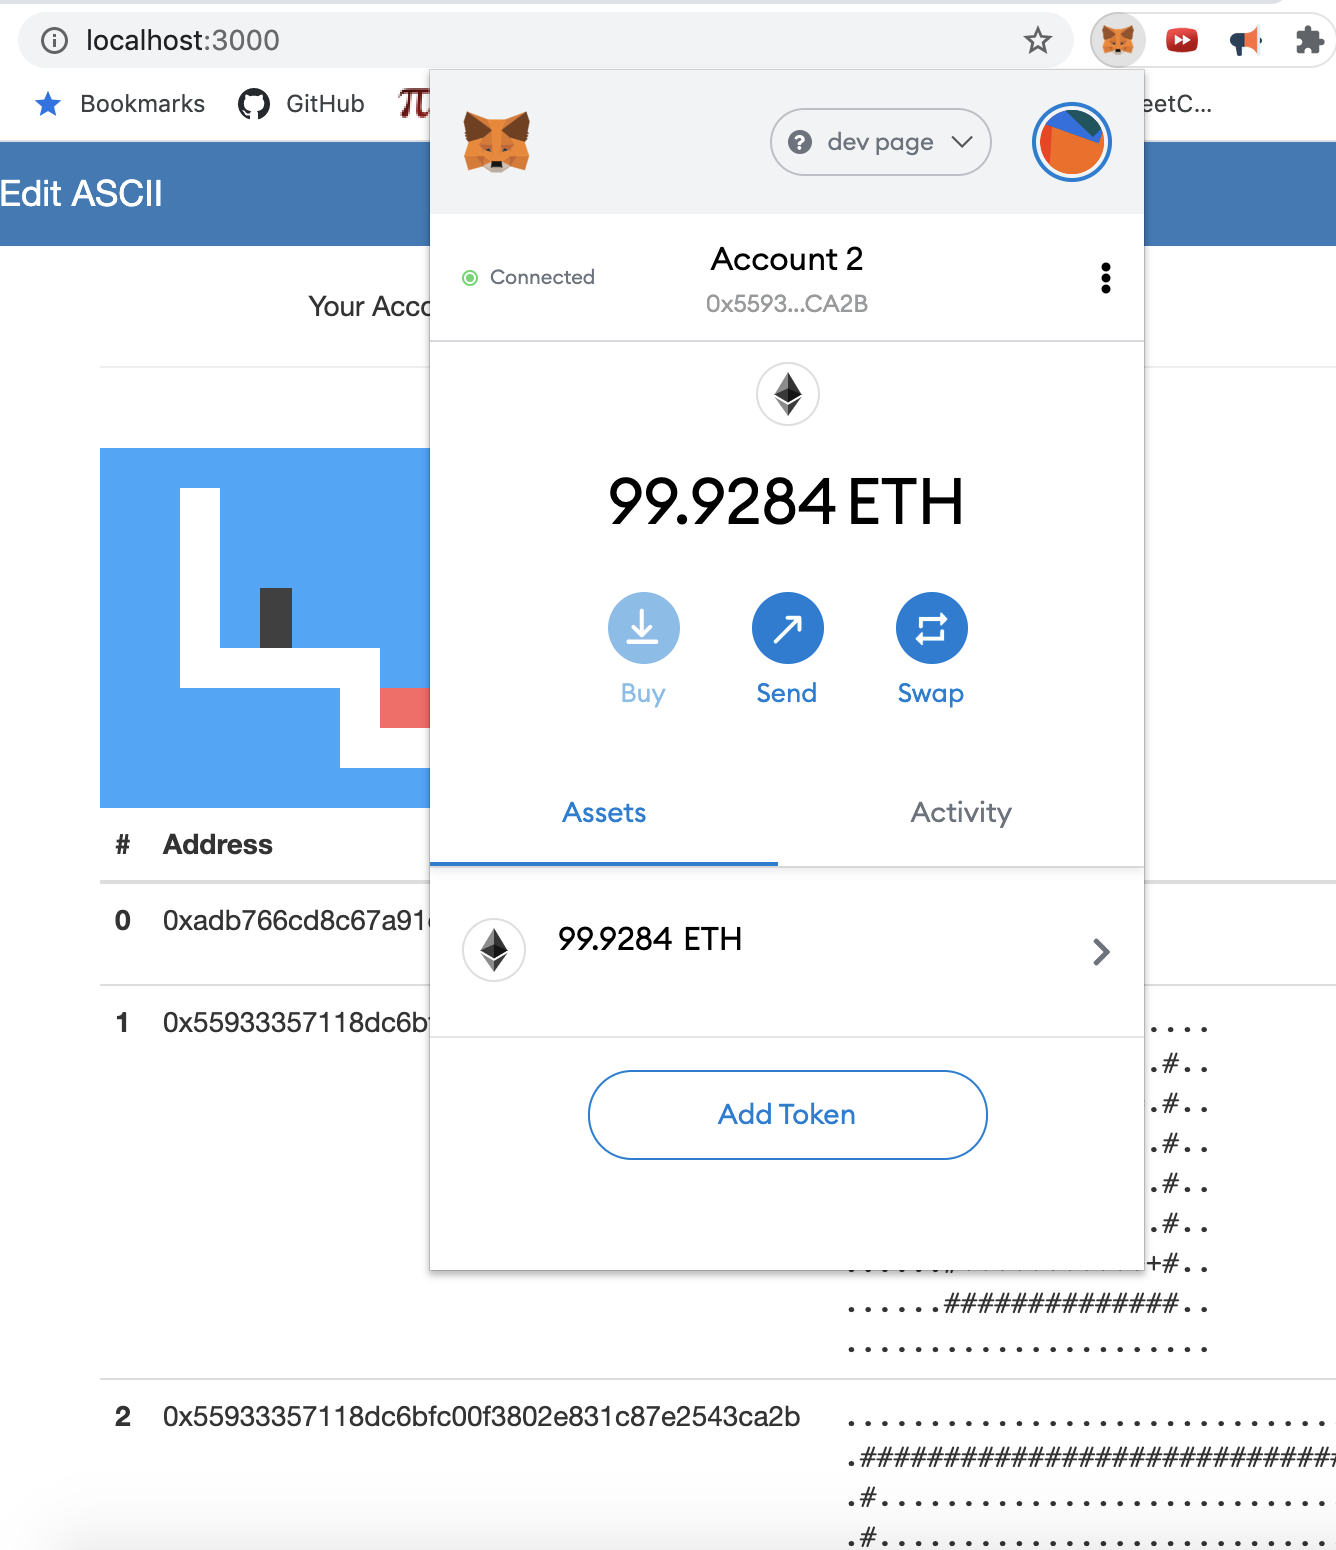 localhost:3000
Bookmarks GitHub eetC...
dev page
Edit ASCII
Connected
Account 2
0x5593...CA2B
Your Acco
99.9284 ETH
Buy Send Swap
Assets Activity
# Address
0 0xadb766cd8c67a91
99.9284 ETH
1 0x55933357118dc6b
....
.#..
.#..
.#..
.#..
.#..
Add Token
+#..
......##############..
......................
2 0x55933357118dc6bfc00f3802e831c87e2543ca2b
.............................
.############################
.#...........................
.#...........................